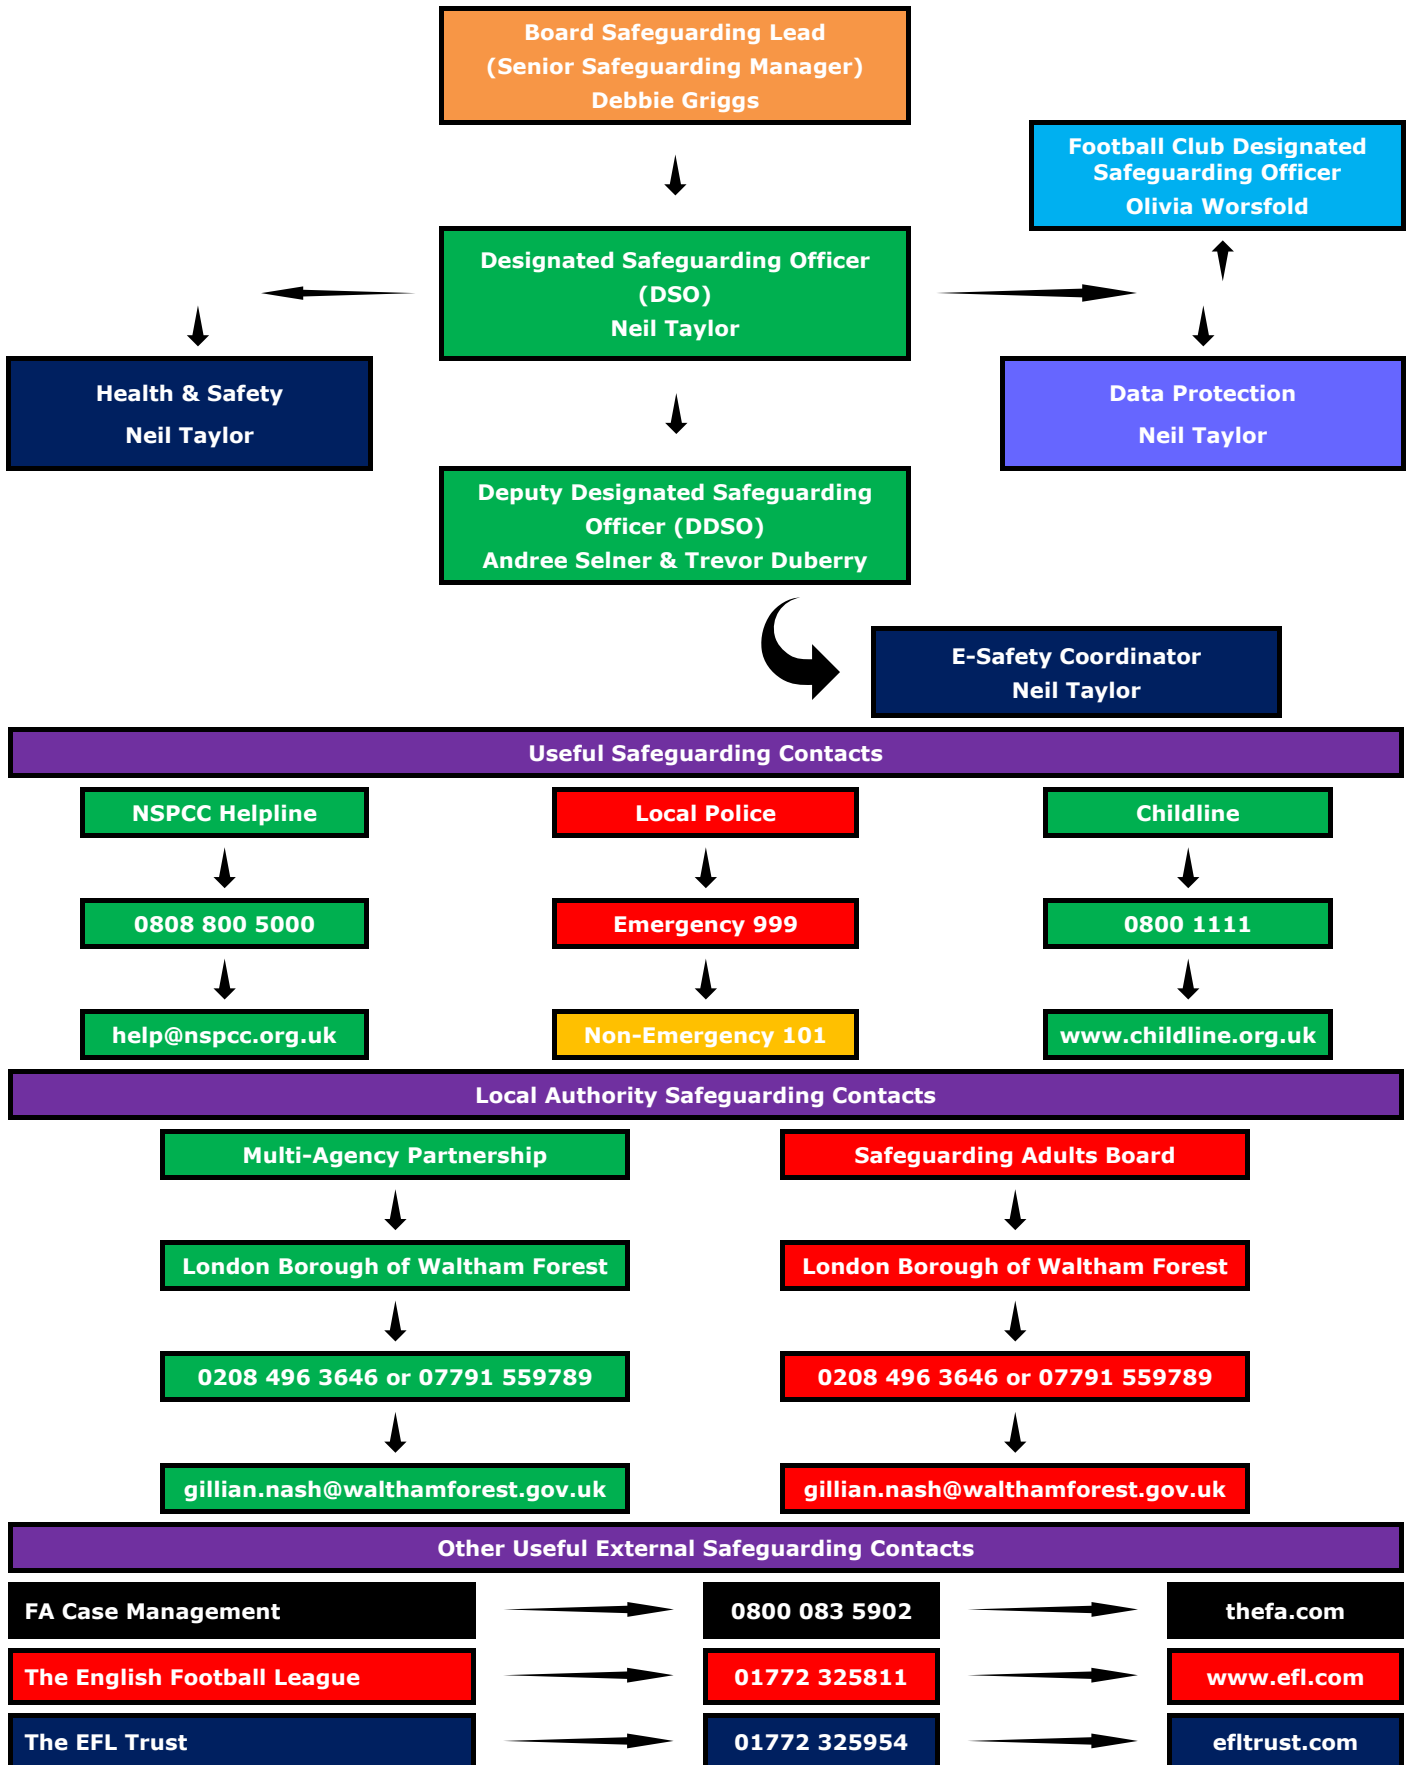 Board Safeguarding Lead
(Senior Safeguarding Manager)
Debbie Griggs
Football Club Designated
Safeguarding Officer
Olivia Worsfold
Designated Safeguarding Officer
(DSO)
Neil Taylor
Health & Safety
Neil Taylor
Data Protection
Neil Taylor
Deputy Designated Safeguarding
Officer (DDSO)
Andree Selner & Trevor Duberry
E-Safety Coordinator
Neil Taylor
Useful Safeguarding Contacts
NSPCC Helpline
Local Police
Childline
0808 800 5000
Emergency 999
0800 1111
help@nspcc.org.uk
Non-Emergency 101
www.childline.org.uk
Local Authority Safeguarding Contacts
Multi-Agency Partnership
Safeguarding Adults Board
London Borough of Waltham Forest
London Borough of Waltham Forest
0208 496 3646 or 07791 559789
0208 496 3646 or 07791 559789
gillian.nash@walthamforest.gov.uk
gillian.nash@walthamforest.gov.uk
Other Useful External Safeguarding Contacts
FA Case Management
0800 083 5902
thefa.com
The English Football League
01772 325811
www.efl.com
The EFL Trust
01772 325954
efltrust.com